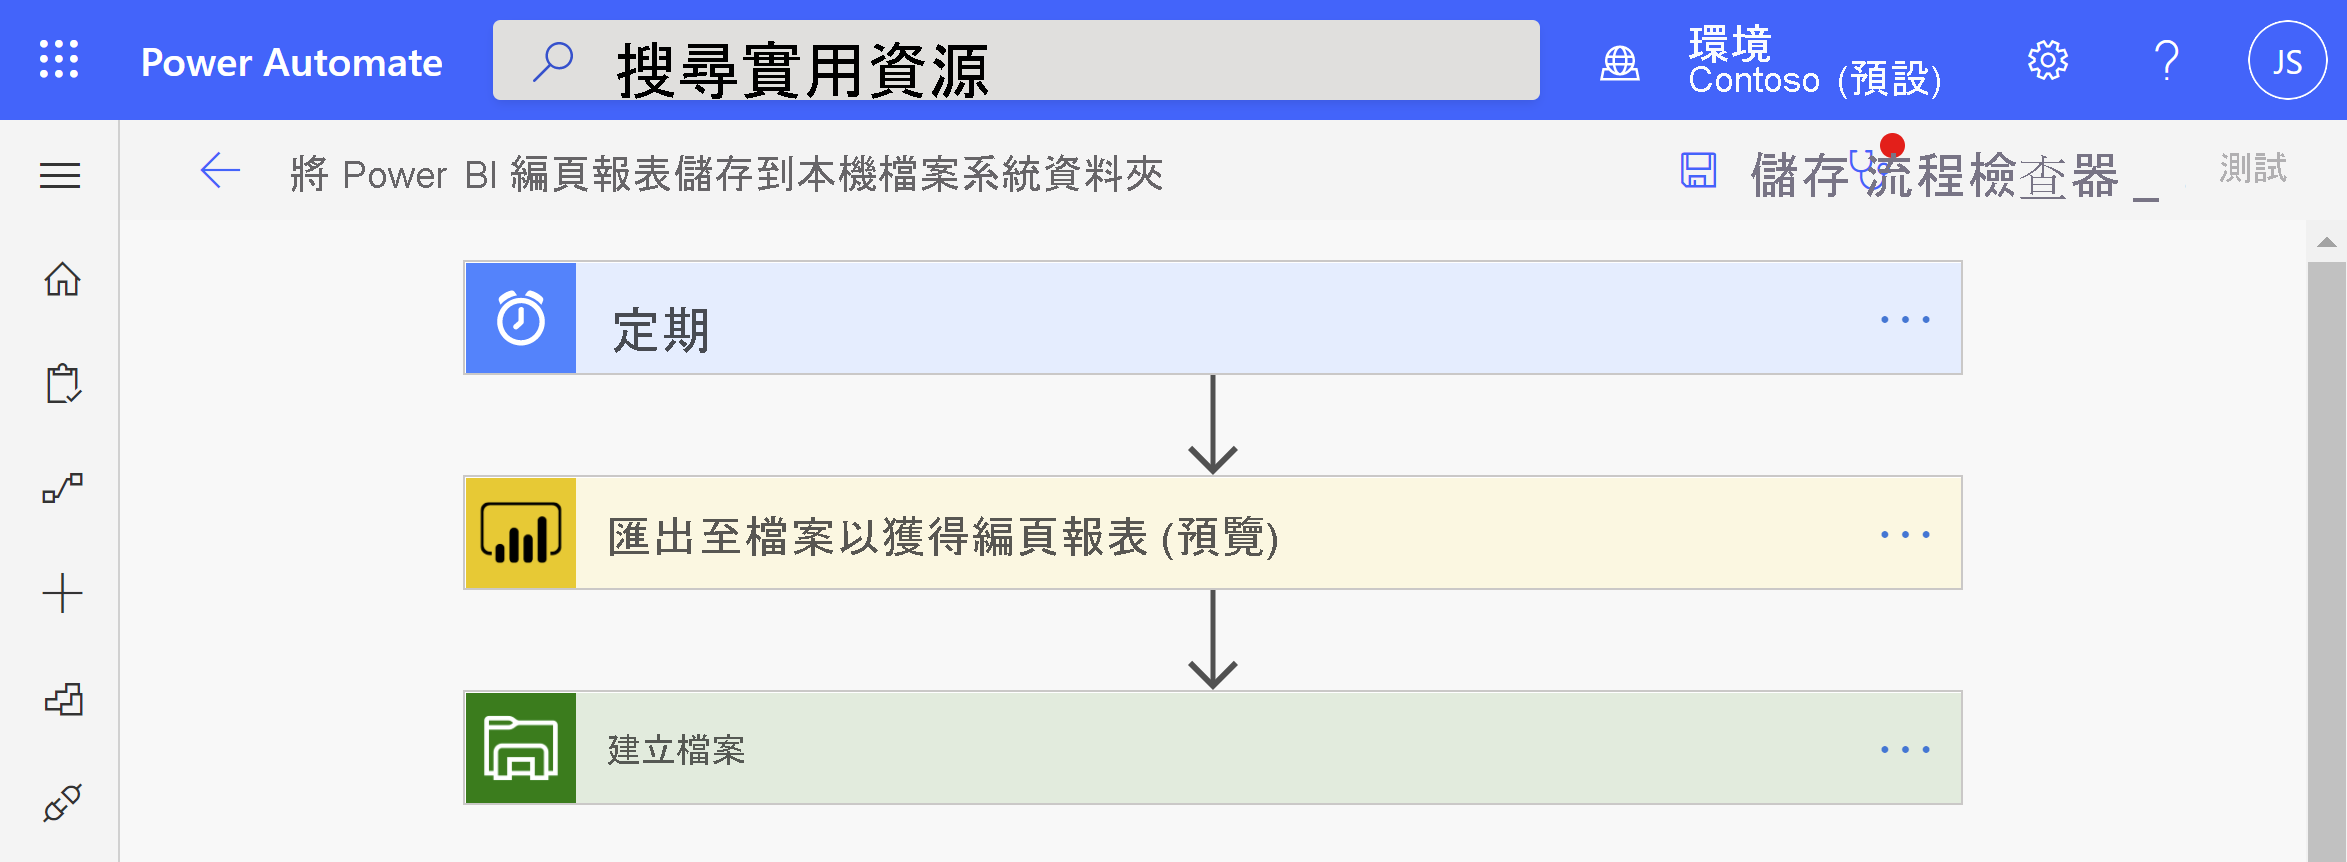 Power Automate
搜尋實用資源
環境
Contoso (預設)
JS
將 Power BI 編頁報表儲存到本機檔案系統資料夾
儲存 流程檢查器 _
測試
定期
匯出至檔案以獲得編頁報表 (預覽)
建立檔案